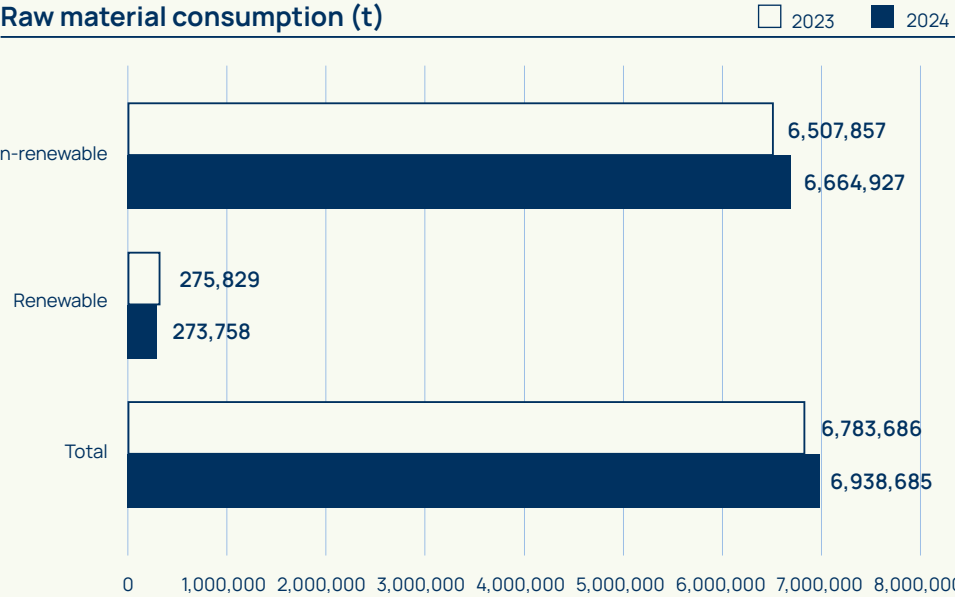 Raw material consumption (t)
2023
2024
n-renewable
6,507,857
6,664,927
Renewable
275,829
273,758
Total
6,783,686
6,938,685
0 1,000,000 2,000,000 3,000,000 4,000,000 5,000,000 6,000,000 7,000,000 8,000,00